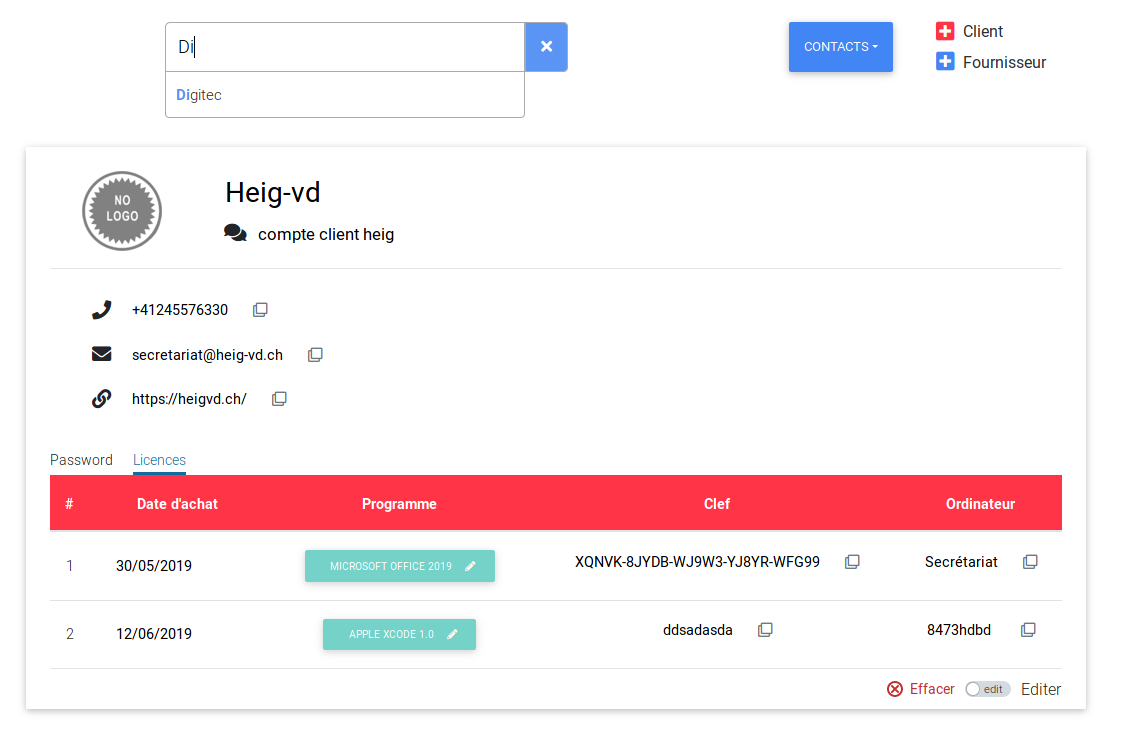 Di
Digitec
CONTACTS
Client
Fournisseur
NO
LOGO
Heig-vd
compte client heig
+41245576330
secretariat@heig-vd.ch
https://heigvd.ch/
Password Licences
# Date d'achat Programme Clef Ordinateur
1 30/05/2019 MICROSOFT OFFICE 2019 XQNVK-8JYDB-WJ9W3-YJ8YR-WFG99 Secrétariat
2 12/06/2019 APPLE XCODE 1.0 ddsadasda 8473hdbd
Effacer edit Editer